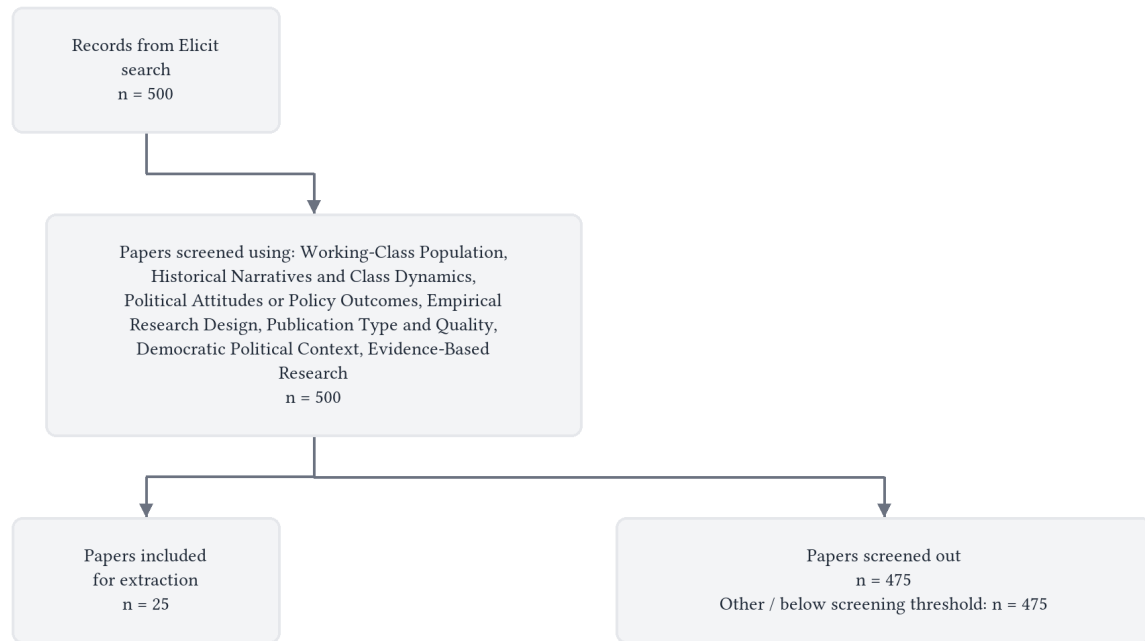 Records from Elicit
search
n = 500
Papers screened using: Working-Class Population,
Historical Narratives and Class Dynamics,
Political Attitudes or Policy Outcomes, Empirical
Research Design, Publication Type and Quality,
Democratic Political Context, Evidence-Based
Research
n = 500
Papers included
for extraction
n = 25
Papers screened out
n = 475
Other / below screening threshold: n = 475